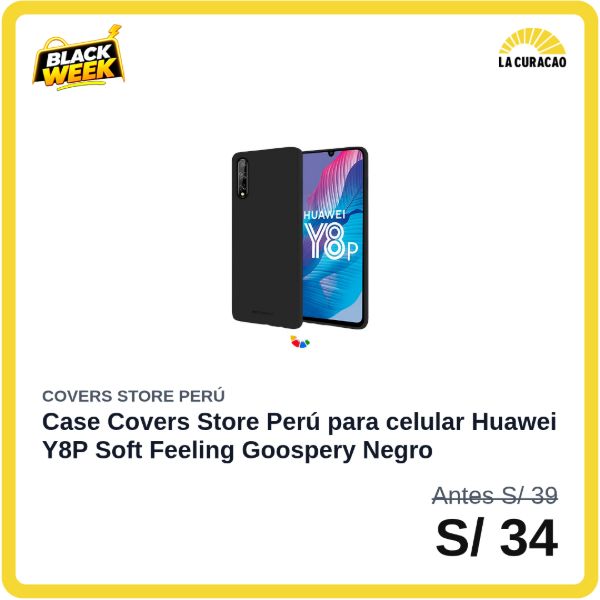 BLACK
WEEK
LA CURACAO
HUAWEI
Y8P
COVERS STORE PERÚ
Case Covers Store Perú para celular Huawei
Y8P Soft Feeling Goospery Negro
Antes S/ 39
S/ 34